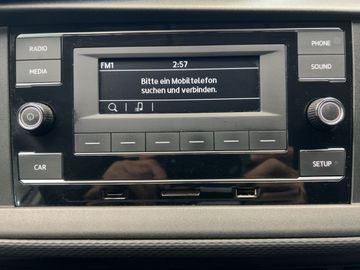 RADIO
MEDIA
FM1
2:57
Bitte ein Mobiltelefon
suchen und verbinden.
PHONE
SOUND
CAR
SETUP